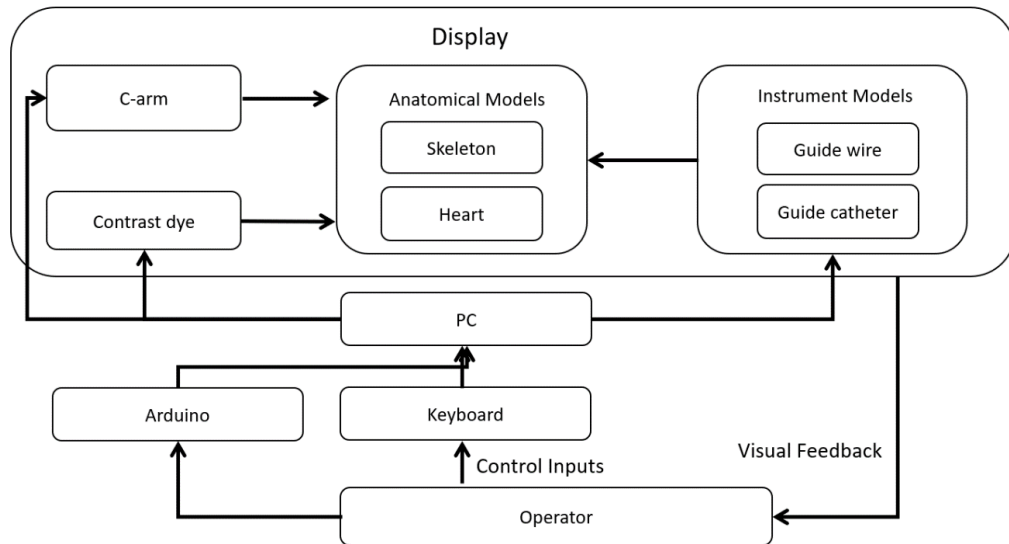 Display
C-arm
Anatomical Models
Instrument Models
Skeleton
Guide wire
Contrast dye
Heart
Guide catheter
PC
Arduino
Keyboard
Control Inputs
Visual Feedback
Operator